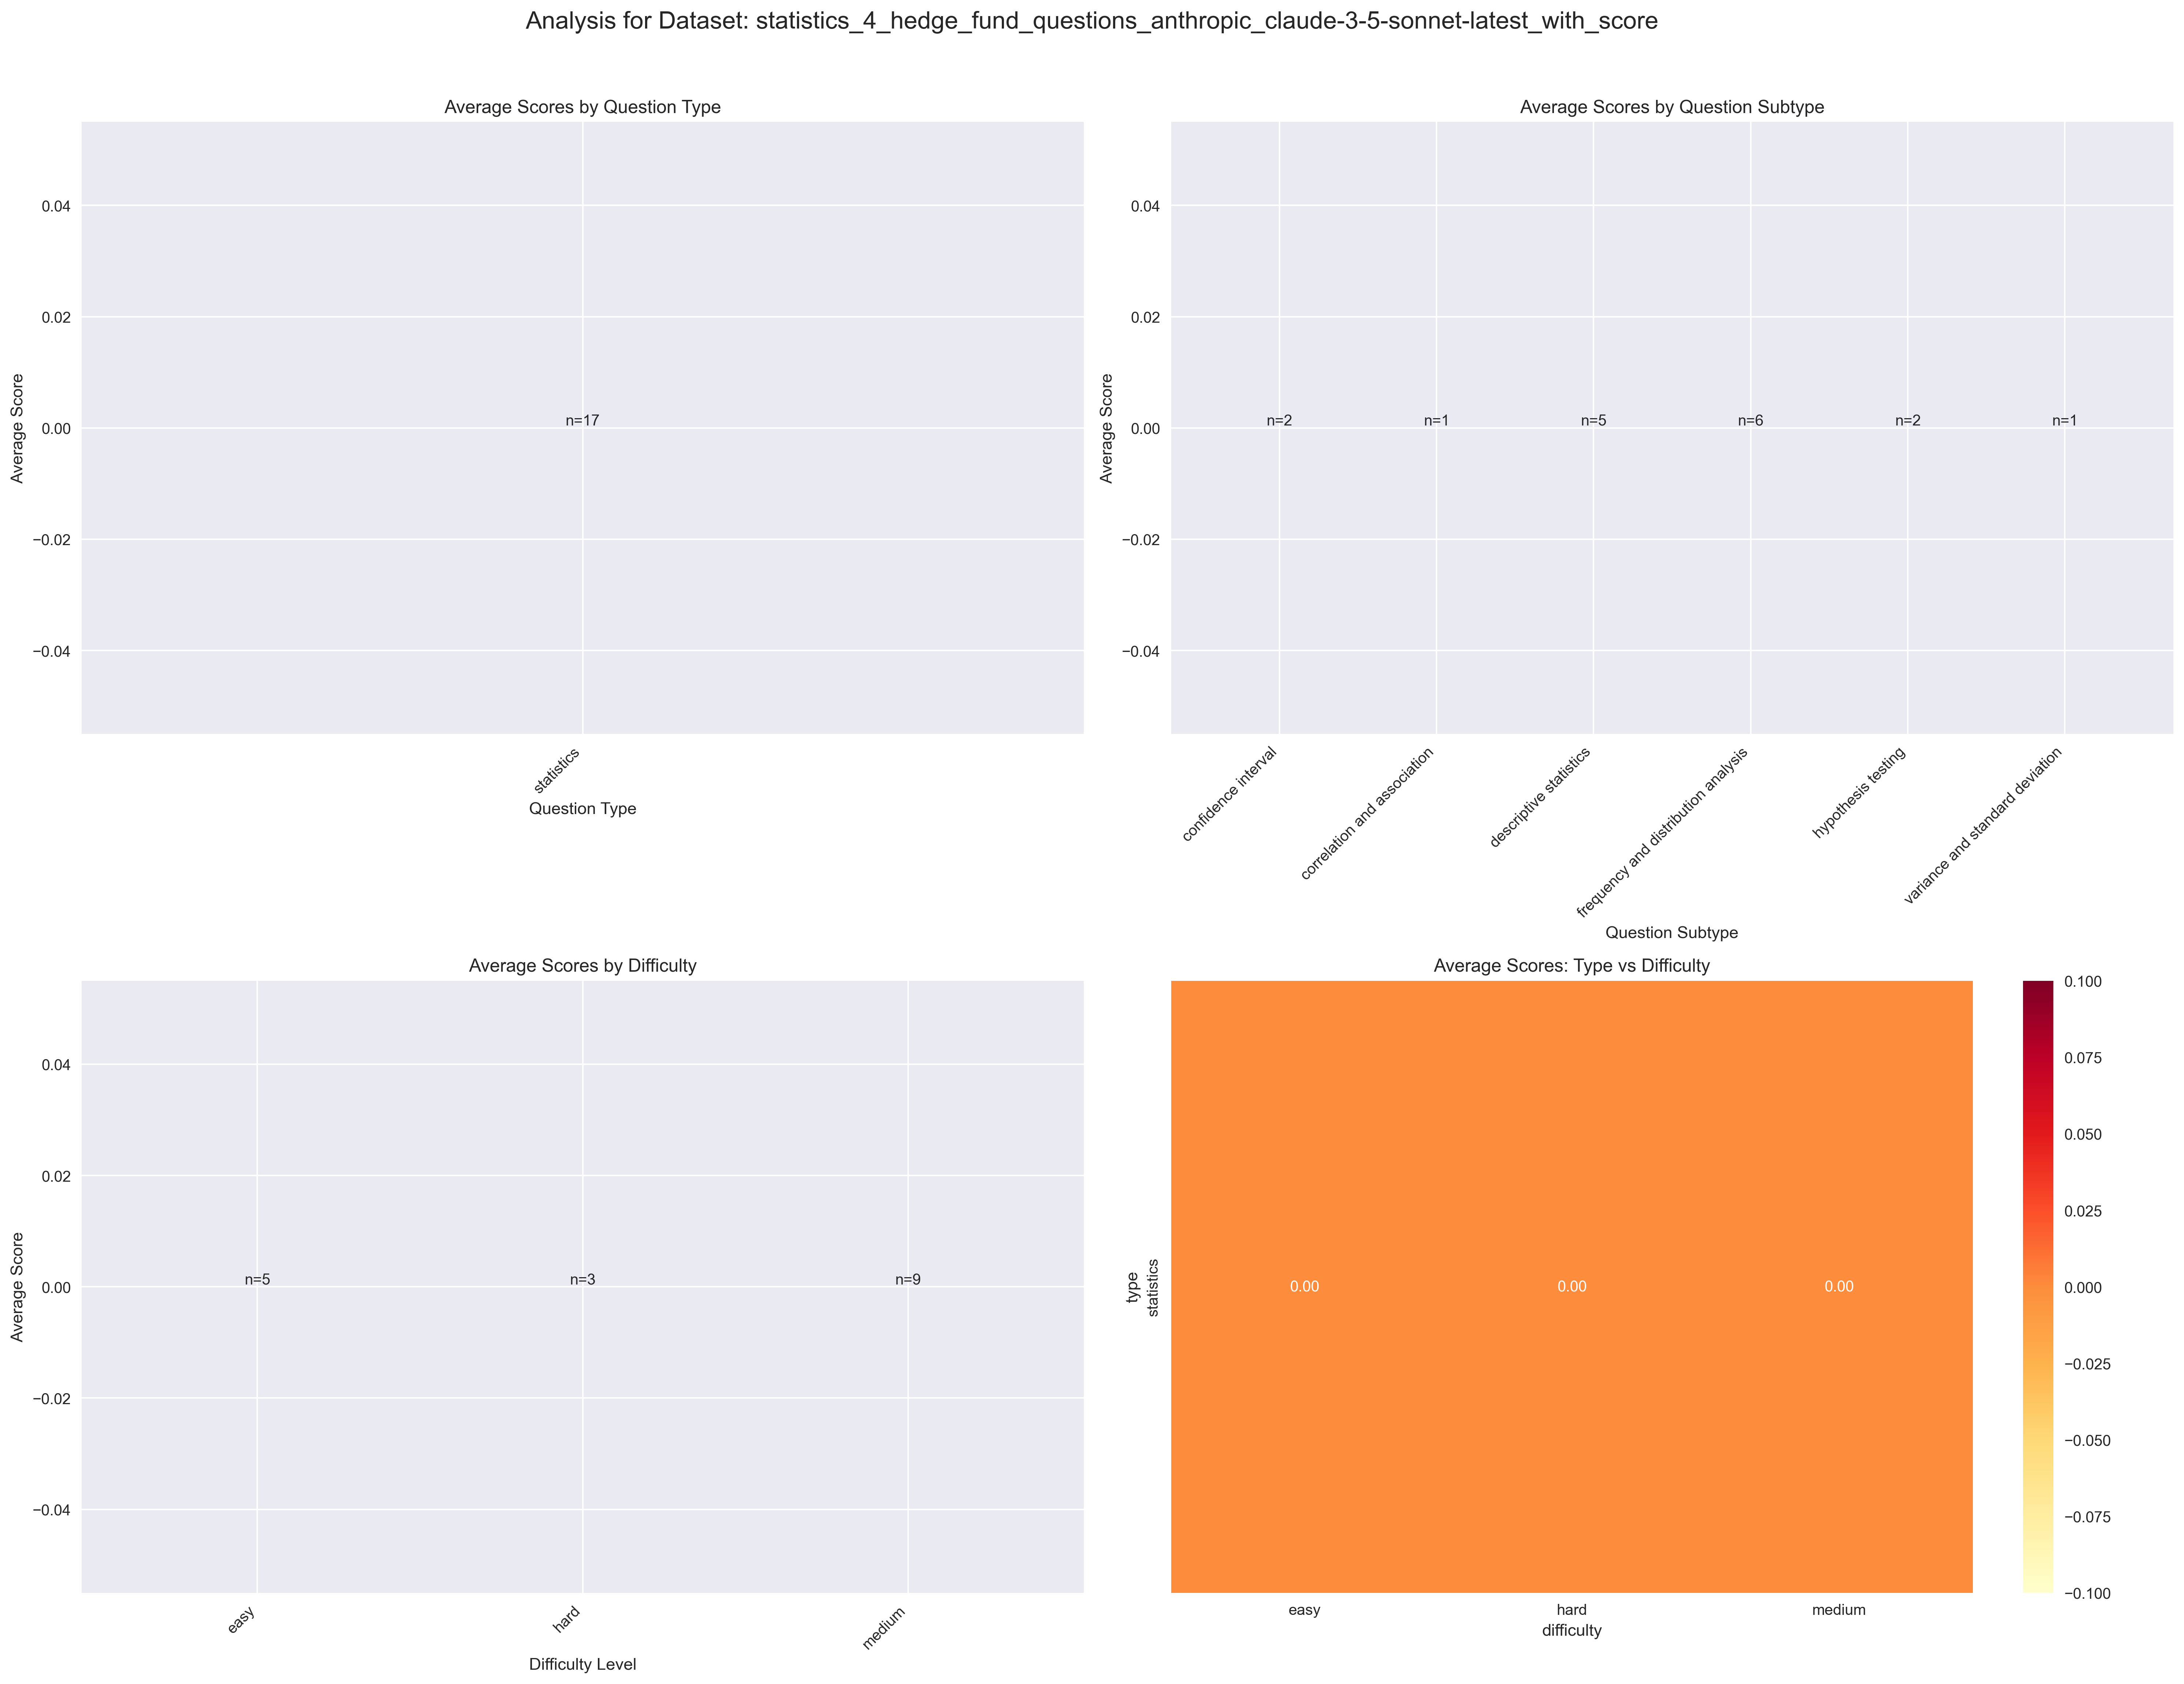 Analysis for Dataset: statistics_4_hedge_fund_questions_anthropic_claude-3-5-sonnet-latest_with_score
Average Scores by Question Type
Average Score
0.04
0.02
0.00
−0.02
−0.04
n=17
statistics
Question Type
Average Scores by Question Subtype
Average Score
0.04
0.02
0.00
−0.02
−0.04
n=2
n=1
n=5
n=6
n=2
n=1
confidence interval
correlation and association
descriptive statistics
frequency and distribution analysis
hypothesis testing
variance and standard deviation
Question Subtype
Average Scores by Difficulty
Average Score
0.04
0.02
0.00
−0.02
−0.04
n=5
n=3
n=9
easy
hard
medium
Difficulty Level
Average Scores: Type vs Difficulty
type
statistics
0.00
0.00
0.00
easy
hard
medium
difficulty
0.100
0.075
0.050
0.025
0.000
−0.025
−0.050
−0.075
−0.100